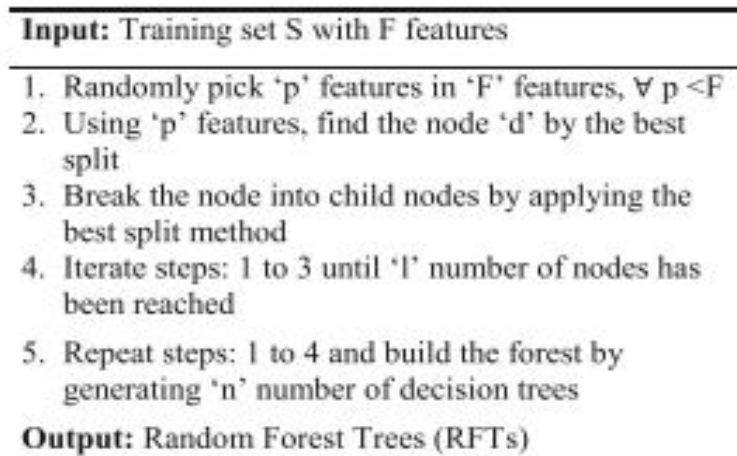 Input: Training set S with F features
1. Randomly pick ‘p’ features in ‘F’ features, ∀ p <F
2. Using ‘p’ features, find the node ‘d’ by the best
split
3. Break the node into child nodes by applying the
best split method
4. Iterate steps: 1 to 3 until ‘l’ number of nodes has
been reached
5. Repeat steps: 1 to 4 and build the forest by
generating ‘n’ number of decision trees
Output: Random Forest Trees (RFTs)